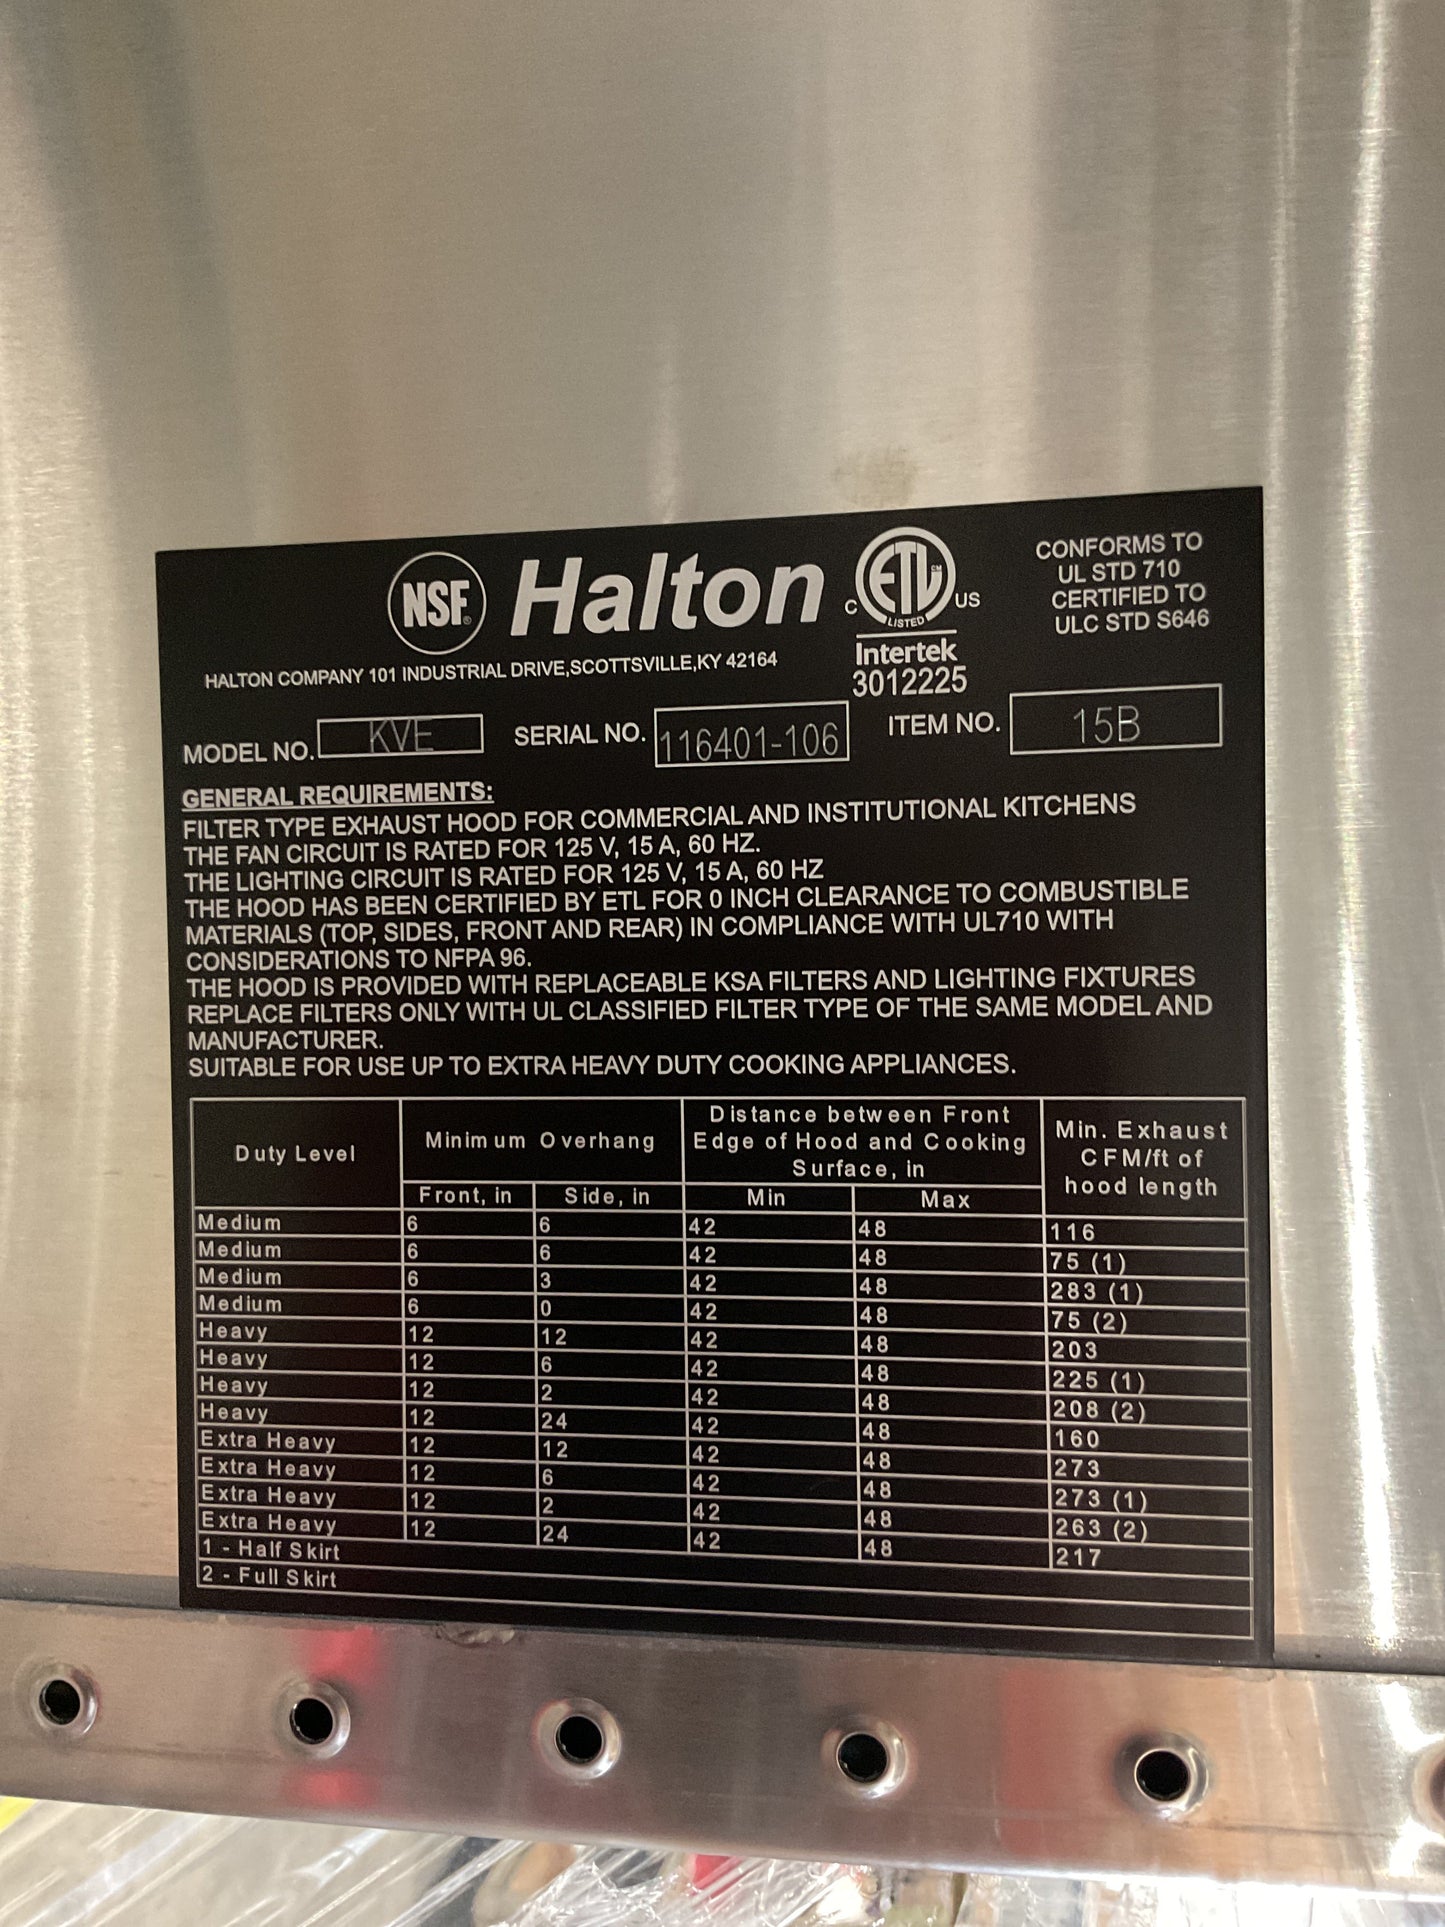 NSF® Halton C ETL CM US LISTED
CONFORMS TO
UL STD 710
CERTIFIED TO
ULC STD S646
Intertek
3012225
HALTON COMPANY 101 INDUSTRIAL DRIVE,SCOTTSVILLE,KY 42164
MODEL NO. KVE SERIAL NO. 116401-106 ITEM NO. 15B
GENERAL REQUIREMENTS:
FILTER TYPE EXHAUST HOOD FOR COMMERCIAL AND INSTITUTIONAL KITCHENS
THE FAN CIRCUIT IS RATED FOR 125 V, 15 A, 60 HZ.
THE LIGHTING CIRCUIT IS RATED FOR 125 V, 15 A, 60 HZ
THE HOOD HAS BEEN CERTIFIED BY ETL FOR 0 INCH CLEARANCE TO COMBUSTIBLE
MATERIALS (TOP, SIDES, FRONT AND REAR) IN COMPLIANCE WITH UL710 WITH
CONSIDERATIONS TO NFPA 96.
THE HOOD IS PROVIDED WITH REPLACEABLE KSA FILTERS AND LIGHTING FIXTURES
REPLACE FILTERS ONLY WITH UL CLASSIFIED FILTER TYPE OF THE SAME MODEL AND
MANUFACTURER.
SUITABLE FOR USE UP TO EXTRA HEAVY DUTY COOKING APPLIANCES.
Duty Level
Minimum Overhang
Distance between Front
Edge of Hood and Cooking
Surface, in
Min. Exhaust
CFM/ft of
hood length
Front, in Side, in Min Max
Medium 6 6 42 48 116
Medium 6 6 42 48 75 (1)
Medium 6 3 42 48 283 (1)
Medium 6 0 42 48 75 (2)
Heavy 12 12 42 48 203
Heavy 12 6 42 48 225 (1)
Heavy 12 2 42 48 208 (2)
Heavy 12 24 42 48 160
Extra Heavy 12 12 42 48 273
Extra Heavy 12 6 42 48 273 (1)
Extra Heavy 12 2 42 48 263 (2)
Extra Heavy 12 24 42 48 217
1 - Half Skirt
2 - Full Skirt